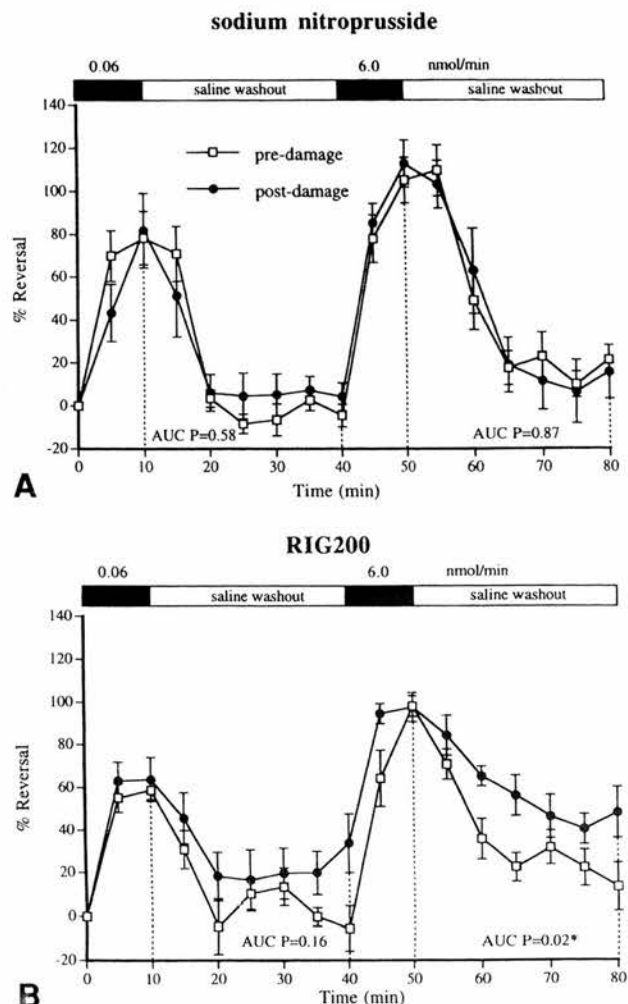 sodium nitroprusside
0.06 6.0 nmol/min
saline washout saline washout
140
120
100
80
60
40
20
0
-20
% Reversal
pre-damage
post-damage
AUC P=0.58 AUC P=0.87
0 10 20 30 40 50 60 70 80
Time (min)
A
RIG200
0.06 6.0 nmol/min
saline washout saline washout
140
120
100
80
60
40
20
0
-20
% Reversal
AUC P=0.16 AUC P=0.02*
0 10 20 30 40 50 60 70 80
Time (min)
B